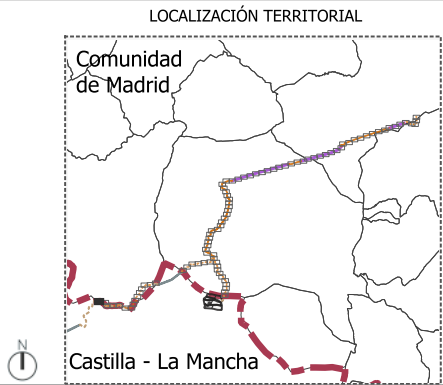 LOCALIZACIÓN TERRITORIAL
Comunidad
de Madrid
Castilla - La Mancha
N